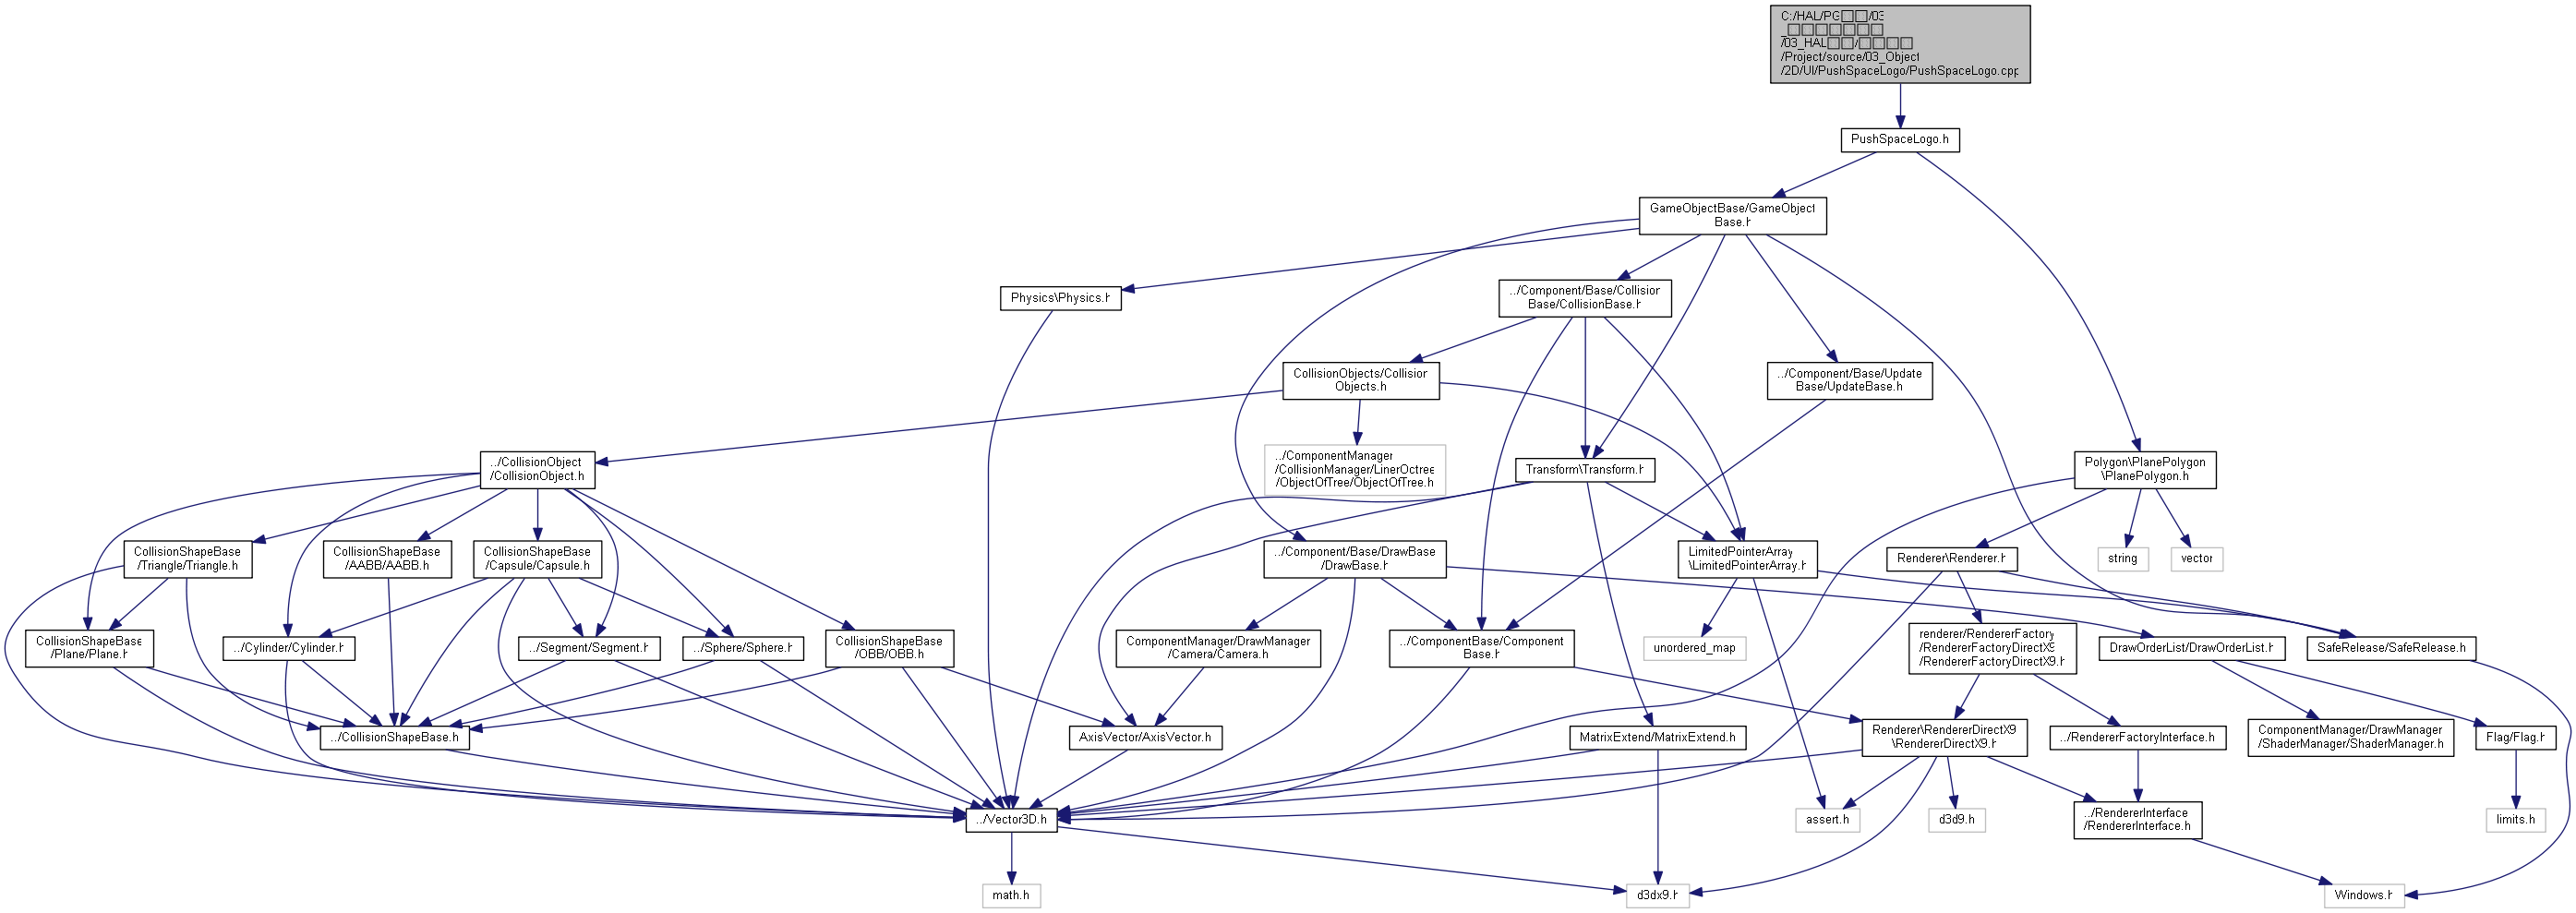 C:/HAL/PG□□/03
_□□□□□□□
/03_HAL□□/□□□□
/Project/source/03_Object
/2D/UI/PushSpaceLogo/PushSpaceLogo.cpp
PushSpaceLogo.h
GameObjectBase/GameObject
Base.h
Physics\Physics.h
../Component/Base/Collision
Base/CollisionBase.h
CollisionObjects/Collision
Objects.h
../Component/Base/Update
Base/UpdateBase.h
../ComponentManager
/CollisionManager/LinerOctree
/ObjectOfTree/ObjectOfTree.h
../CollisionObject
/CollisionObject.h
Transform\Transform.h
Polygon\PlanePolygon
\PlanePolygon.h
CollisionShapeBase
/Triangle/Triangle.h
CollisionShapeBase
/AABB/AABB.h
CollisionShapeBase
/Capsule/Capsule.h
../Component/Base/DrawBase
/DrawBase.h
LimitedPointerArray
\LimitedPointerArray.h
Renderer\Renderer.h
string
vector
CollisionShapeBase
/Plane/Plane.h
../Cylinder/Cylinder.h
../Segment/Segment.h
../Sphere/Sphere.h
CollisionShapeBase
/OBB/OBB.h
ComponentManager/DrawManager
/Camera/Camera.h
../ComponentBase/Component
Base.h
unordered_map
renderer/RendererFactory
/RendererFactoryDirectX9
/RendererFactoryDirectX9.h
DrawOrderList/DrawOrderList.h
SafeRelease/SafeRelease.h
../CollisionShapeBase.h
AxisVector/AxisVector.h
MatrixExtend/MatrixExtend.h
Renderer\RendererDirectX9
\RendererDirectX9.h
../RendererFactoryInterface.h
ComponentManager/DrawManager
/ShaderManager/ShaderManager.h
Flag/Flag.h
../Vector3D.h
assert.h
d3d9.h
../RendererInterface
/RendererInterface.h
limits.h
math.h
d3dx9.h
Windows.h